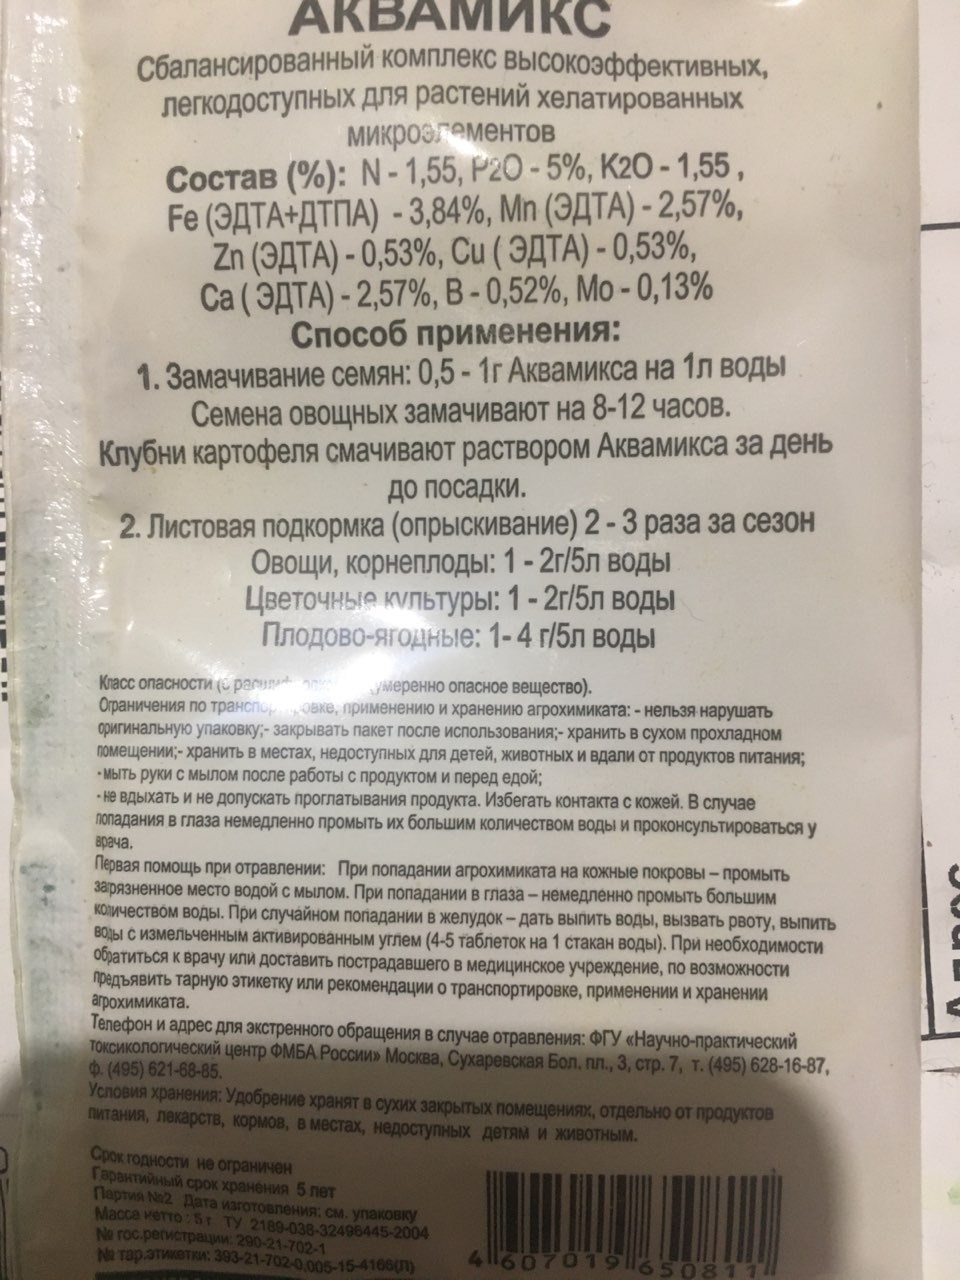 АКВАМИКС
Сбалансированный комплекс высокоэффективных,
легкодоступных для растений хелатированных
микроэлементов
Состав (%): N - 1,55, P2O - 5%, K2O - 1,55 ,
Fe (ЭДТА+ДТПА) - 3,84%, Mn (ЭДТА) - 2,57%,
Zn (ЭДТА) - 0,53%, Cu ( ЭДТА) - 0,53%,
Ca ( ЭДТА) - 2,57%, B - 0,52%, Mo - 0,13%
Способ применения:
1. Замачивание семян: 0,5 - 1г Аквамикса на 1л воды
Семена овощных замачивают на 8-12 часов.
Клубни картофеля смачивают раствором Аквамикса за день
до посадки.
2. Листовая подкормка (опрыскивание) 2 - 3 раза за сезон
Овощи, корнеплоды: 1 - 2г/5л воды
Цветочные культуры: 1 - 2г/5л воды
Плодово-ягодные: 1- 4 г/5л воды
Класс опасности (умеренно опасное вещество).
Ограничения по транспортировке, применению и хранению агрохимиката: - нельзя нарушать
оригинальную упаковку;- закрывать пакет после использования;- хранить в сухом прохладном
помещении;- хранить в местах, недоступных для детей, животных и вдали от продуктов питания;
- мыть руки с мылом после работы с продуктом и перед едой;
- не вдыхать и не допускать проглатывания продукта. Избегать контакта с кожей. В случае
попадания в глаза немедленно промыть их большим количеством воды и проконсультироваться у
врача.
Первая помощь при отравлении: При попадании агрохимиката на кожные покровы – промыть
загрязненное место водой с мылом. При попадании в глаза – немедленно промыть большим
количеством воды. При случайном попадании в желудок – дать выпить воды, вызвать рвоту, выпить
воды с измельченным активированным углем (4-5 таблеток на 1 стакан воды). При необходимости
обратиться к врачу или доставить пострадавшего в медицинское учреждение, по возможности
предъявить тарную этикетку или рекомендации о транспортировке, применении и хранении
агрохимиката.
Телефон и адрес для экстренного обращения в случае отравления: ФГУ «Научно-практический
токсикологический центр ФМБА России» Москва, Сухаревская Бол. пл., 3, стр. 7, т. (495) 628-16-87,
ф. (495) 621-68-85.
Условия хранения: Удобрение хранят в сухих закрытых помещениях, отдельно от продуктов
питания, лекарств, кормов, в местах, недоступных детям и животным.
Срок годности не ограничен
Гарантийный срок хранения 5 лет
Партия №2 Дата изготовления: см. упаковку
Масса нетто : 5 г ТУ 2189-038-32496445-2004
№ гос.регистрации: 290-21-702-1
№ тар.этикетки: 393-21-702-0,005-15-4166(Л)
4 607019 650811